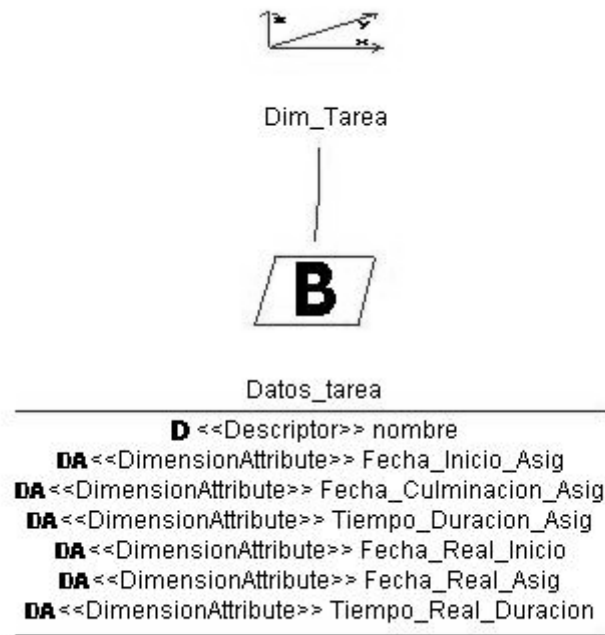 z
y
x
Dim_Tarea
B
Datos_tarea
D <<Descriptor>> nombre
DA <<DimensionAttribute>> Fecha_Inicio_Asig
DA <<DimensionAttribute>> Fecha_Culminacion_Asig
DA <<DimensionAttribute>> Tiempo_Duracion_Asig
DA <<DimensionAttribute>> Fecha_Real_Inicio
DA <<DimensionAttribute>> Fecha_Real_Asig
DA <<DimensionAttribute>> Tiempo_Real_Duracion